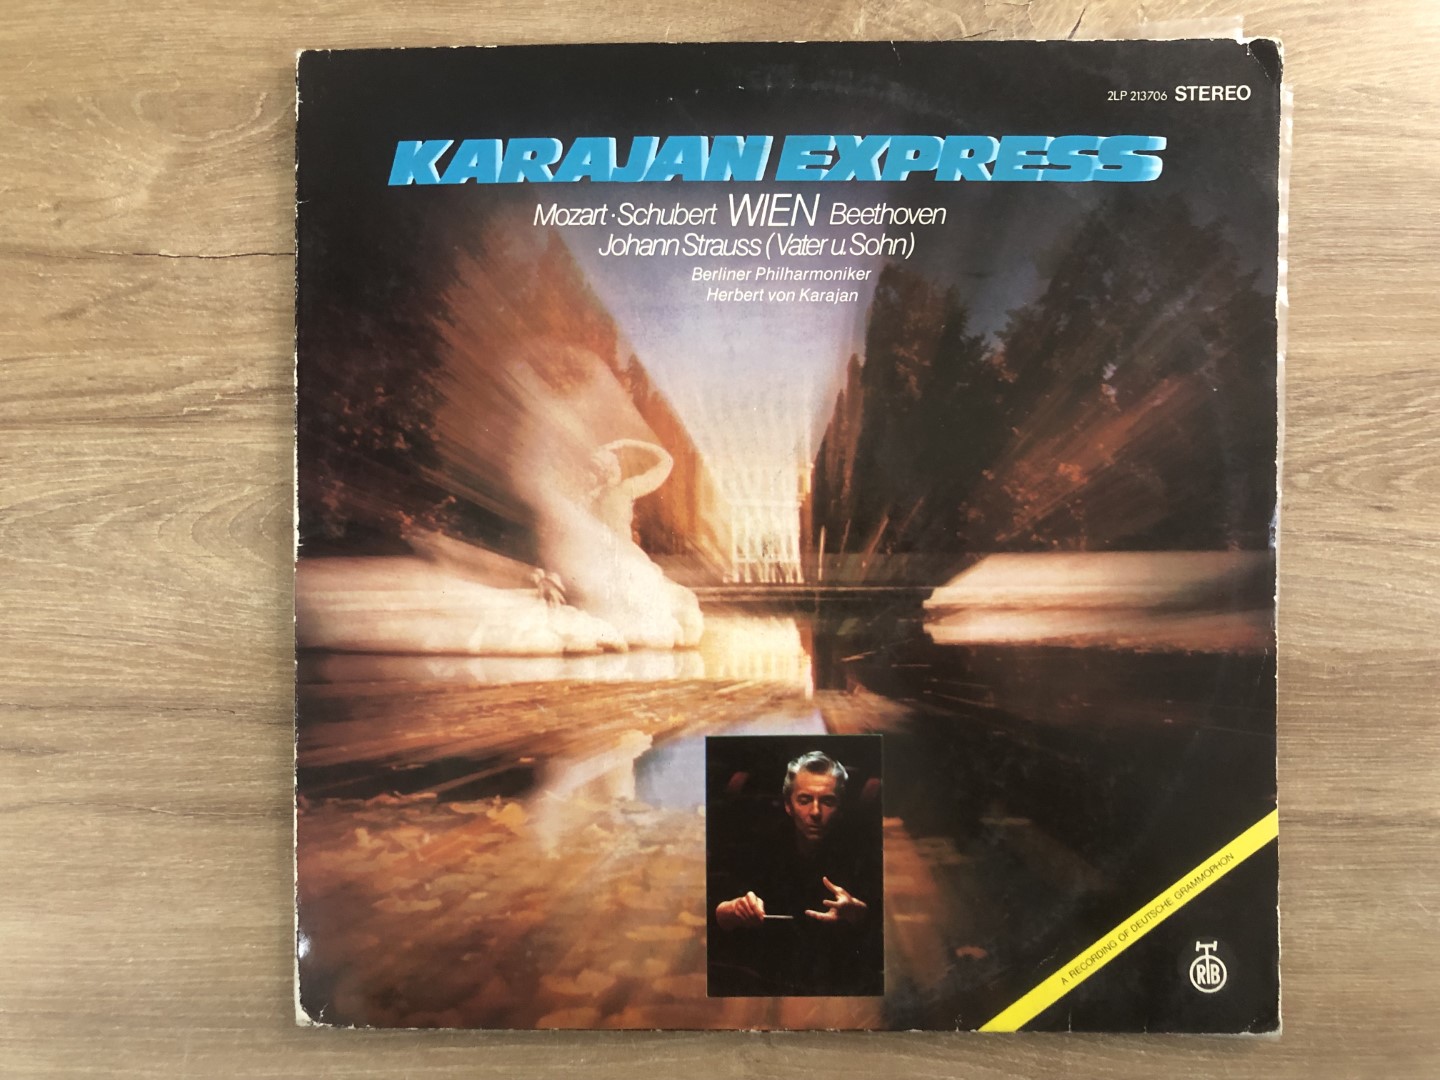 2LP 213706 STEREO
KARAJAN EXPRESS
Mozart · Schubert WIEN Beethoven
Johann Strauss (Vater u. Sohn)
Berliner Philharmoniker
Herbert von Karajan
A RECORDING OF DEUTSCHE GRAMMOPHON
RTB